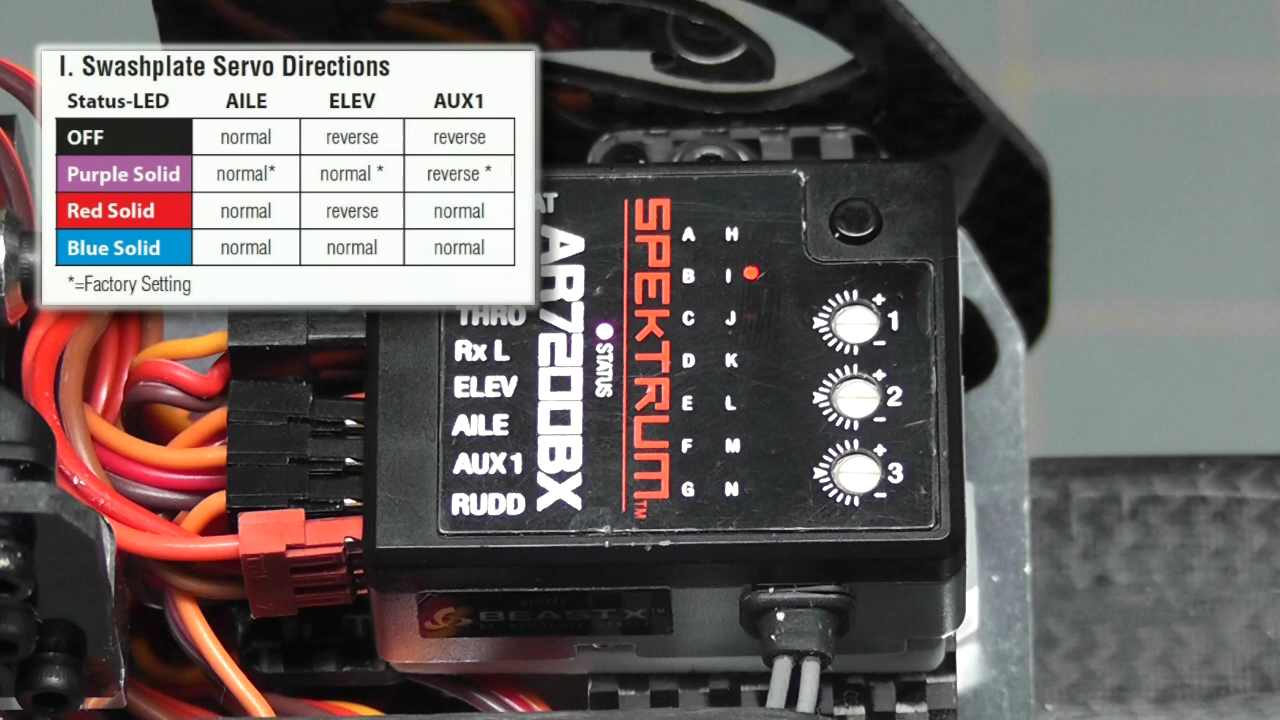 I. Swashplate Servo Directions
Status-LED AILE ELEV AUX1
OFF normal reverse reverse
Purple Solid normal* normal * reverse *
Red Solid normal reverse normal
Blue Solid normal normal normal
*=Factory Setting
THRO
Rx L
ELEV
AILE
AUX1
RUDD
AR7200BX
STATUS
SPEKTRUM™
A H
B I
C J
D K
E L
F M
G N
+
1
-
+
2
-
+
3
-
BEASTX